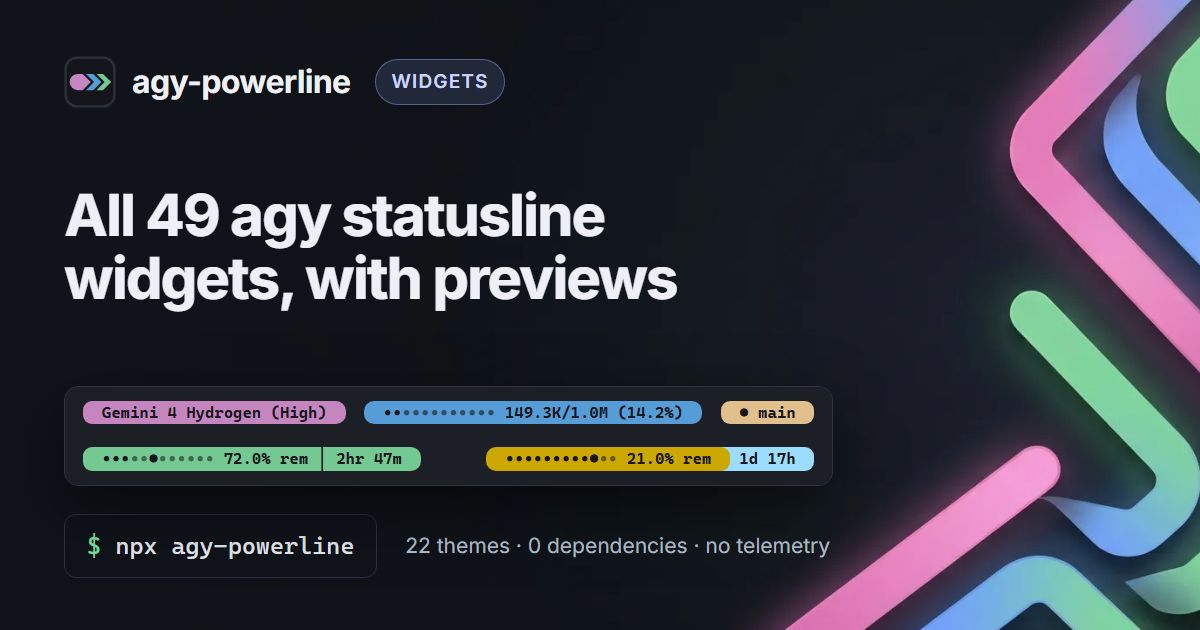 agy-powerline WIDGETS
All 49 agy statusline
widgets, with previews
Gemini 4 Hydrogen (High) 149.3K/1.0M (14.2%) main
72.0% rem 2hr 47m 21.0% rem 1d 17h
$ npx agy-powerline 22 themes · 0 dependencies · no telemetry